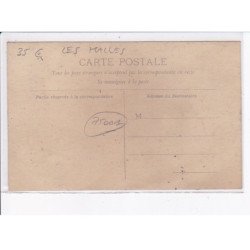 35 € LES HALLES
CARTE POSTALE
Tous les pays étrangers n'acceptent pas la correspondance au recto
(se renseigner à la poste)
Partie réservée à la correspondance Adresse du Destinataire
M
75001